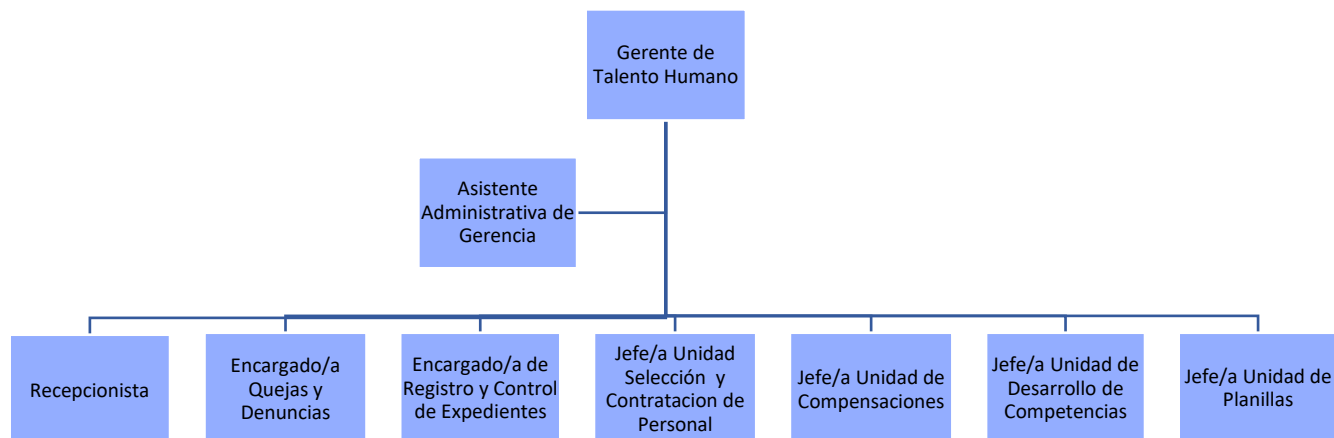 Gerente de
Talento Humano
Asistente
Administrativa de
Gerencia
Recepcionista
Encargado/a
Quejas y
Denuncias
Encargado/a de
Registro y Control
de Expedientes
Jefe/a Unidad
Selección y
Contratacion de
Personal
Jefe/a Unidad de
Compensaciones
Jefe/a Unidad de
Desarrollo de
Competencias
Jefe/a Unidad de
Planillas